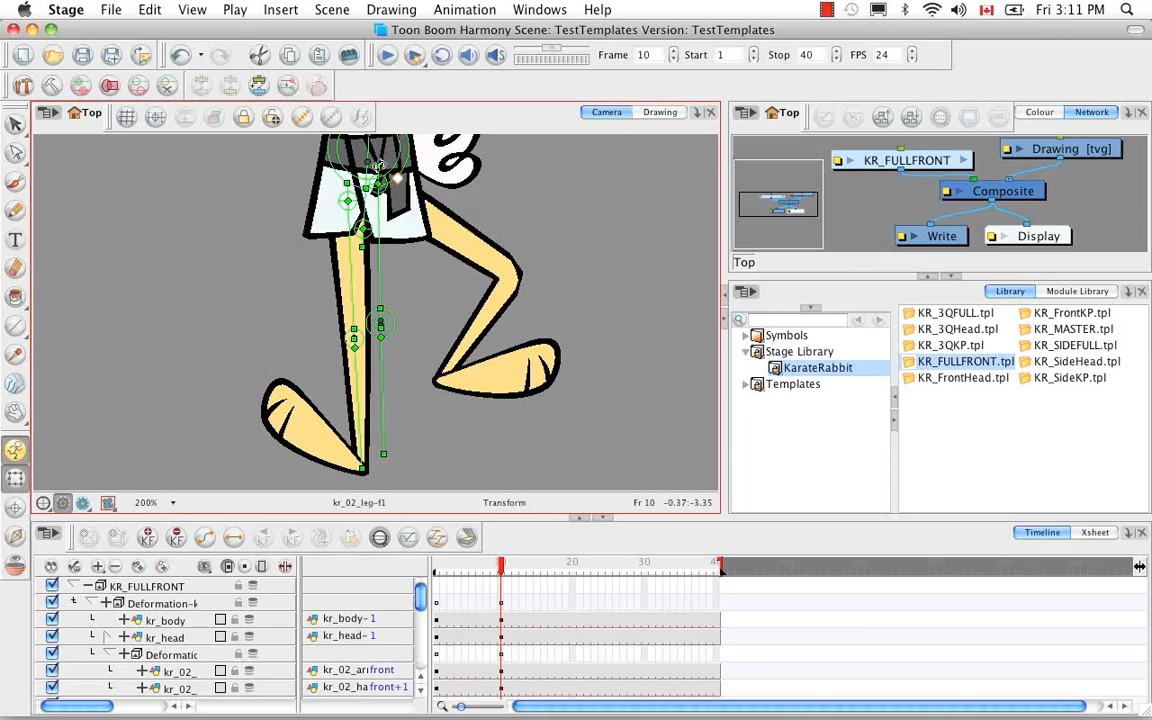 Stage File Edit View Play Insert Scene Drawing Animation Windows Help Fri 3:11 PM
Toon Boom Harmony Scene: TestTemplates Version: TestTemplates
Frame 10 Start 1 Stop 40 FPS 24
Top Camera Drawing
Top Colour Network
KR_FULLFRONT Drawing [tvg]
Composite
Write Display
Top
Library Module Library
Symbols
Stage Library
KarateRabbit
Templates
KR_3QFULL.tpl KR_FrontKP.tpl
KR_3QHead.tpl KR_MASTER.tpl
KR_3QKP.tpl KR_SIDEFULL.tpl
KR_FULLFRONT.tpl KR_SideHead.tpl
KR_FrontHead.tpl KR_SideKP.tpl
200% kr_02_leg-f1 Transform Fr 10 -0.37:-3.35
Timeline Xsheet
20 30
KR_FULLFRONT
Deformation-k
kr_body kr_body- 1
kr_head kr_head- 1
Deformatic
kr_02_ kr_02_ari front
kr_02_ kr_02_ha front+1